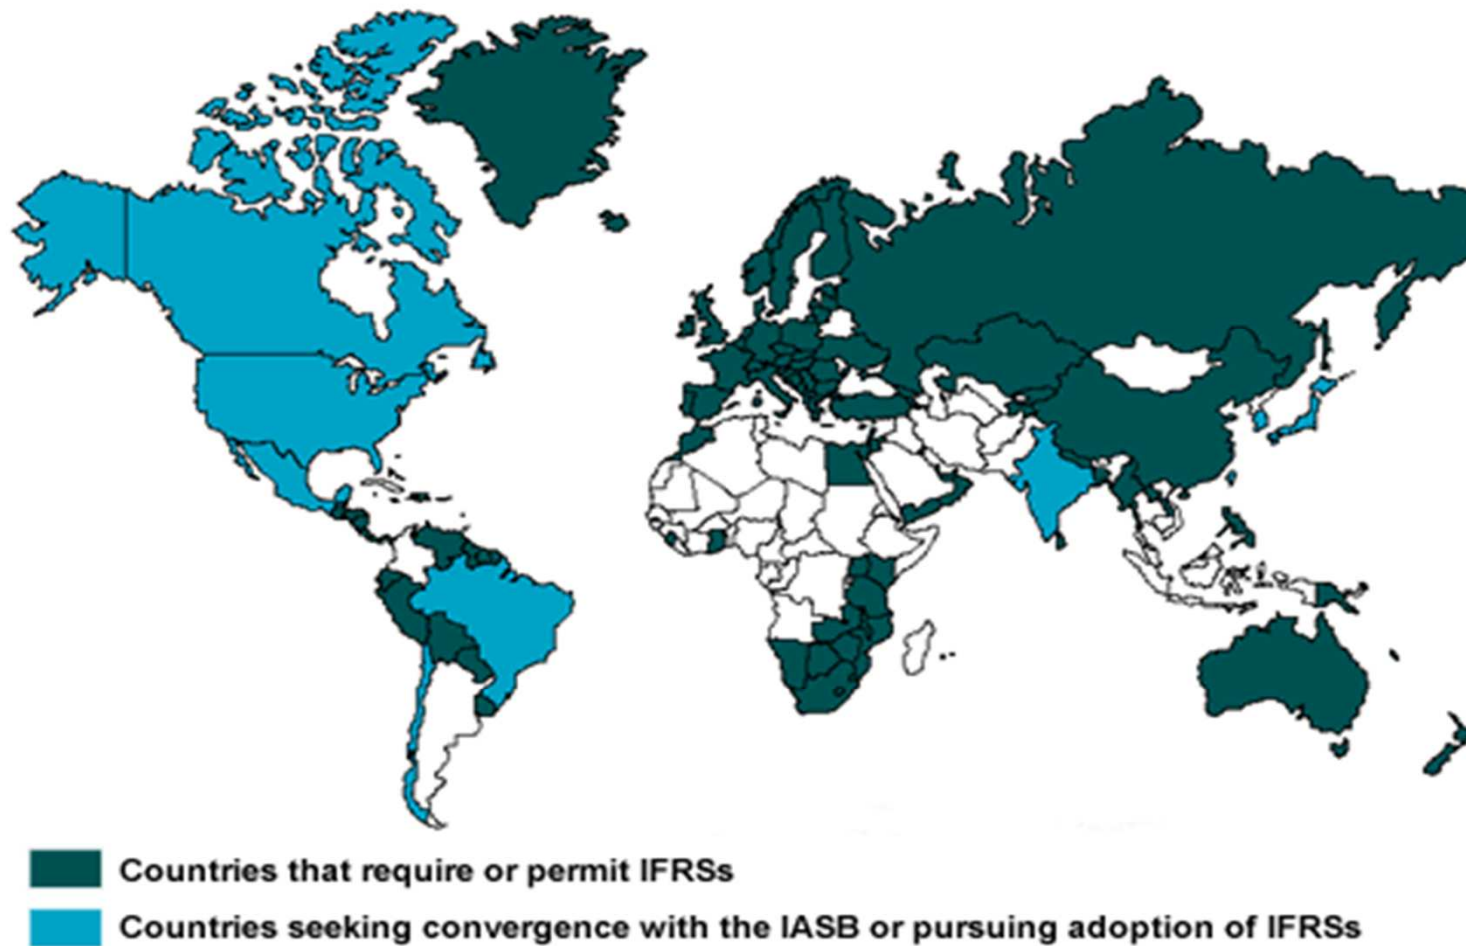 Countries that require or permit IFRSs
Countries seeking convergence with the IASB or pursuing adoption of IFRSs